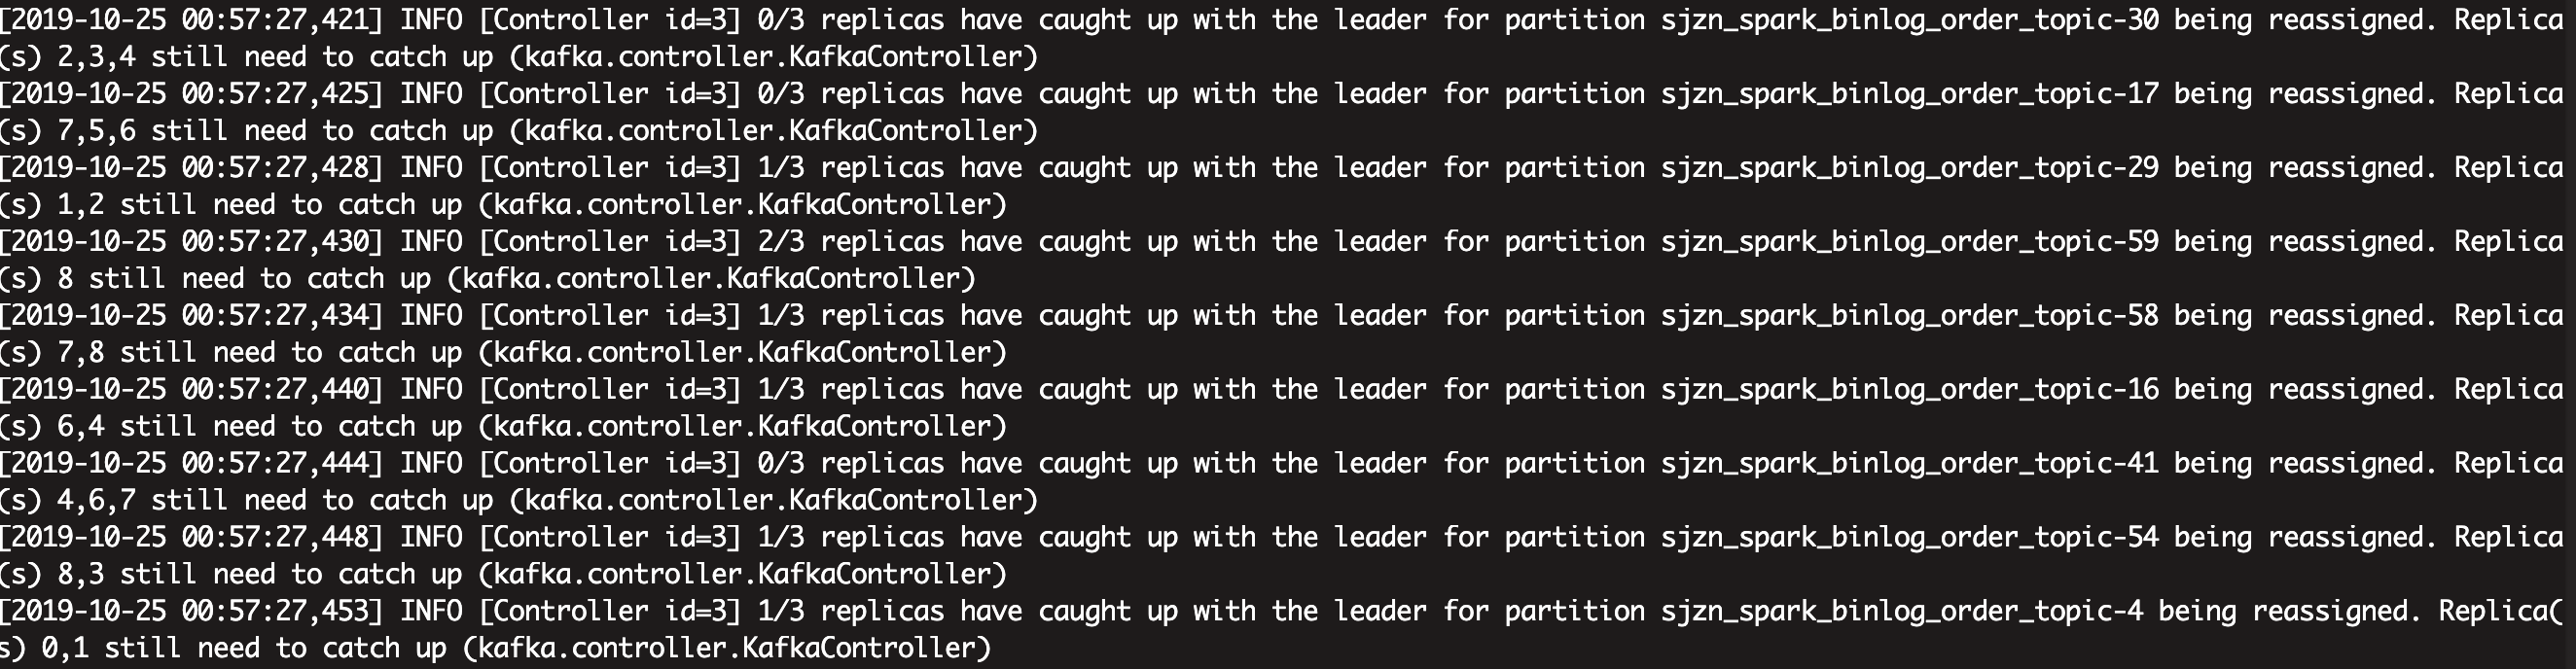 [2019-10-25 00:57:27,421] INFO [Controller id=3] 0/3 replicas have caught up with the leader for partition sjzn_spark_binlog_order_topic-30 being reassigned. Replica
(s) 2,3,4 still need to catch up (kafka.controller.KafkaController)
[2019-10-25 00:57:27,425] INFO [Controller id=3] 0/3 replicas have caught up with the leader for partition sjzn_spark_binlog_order_topic-17 being reassigned. Replica
(s) 7,5,6 still need to catch up (kafka.controller.KafkaController)
[2019-10-25 00:57:27,428] INFO [Controller id=3] 1/3 replicas have caught up with the leader for partition sjzn_spark_binlog_order_topic-29 being reassigned. Replica
(s) 1,2 still need to catch up (kafka.controller.KafkaController)
[2019-10-25 00:57:27,430] INFO [Controller id=3] 2/3 replicas have caught up with the leader for partition sjzn_spark_binlog_order_topic-59 being reassigned. Replica
(s) 8 still need to catch up (kafka.controller.KafkaController)
[2019-10-25 00:57:27,434] INFO [Controller id=3] 1/3 replicas have caught up with the leader for partition sjzn_spark_binlog_order_topic-58 being reassigned. Replica
(s) 7,8 still need to catch up (kafka.controller.KafkaController)
[2019-10-25 00:57:27,440] INFO [Controller id=3] 1/3 replicas have caught up with the leader for partition sjzn_spark_binlog_order_topic-16 being reassigned. Replica
(s) 6,4 still need to catch up (kafka.controller.KafkaController)
[2019-10-25 00:57:27,444] INFO [Controller id=3] 0/3 replicas have caught up with the leader for partition sjzn_spark_binlog_order_topic-41 being reassigned. Replica
(s) 4,6,7 still need to catch up (kafka.controller.KafkaController)
[2019-10-25 00:57:27,448] INFO [Controller id=3] 1/3 replicas have caught up with the leader for partition sjzn_spark_binlog_order_topic-54 being reassigned. Replica
(s) 8,3 still need to catch up (kafka.controller.KafkaController)
[2019-10-25 00:57:27,453] INFO [Controller id=3] 1/3 replicas have caught up with the leader for partition sjzn_spark_binlog_order_topic-4 being reassigned. Replica(
s) 0,1 still need to catch up (kafka.controller.KafkaController)